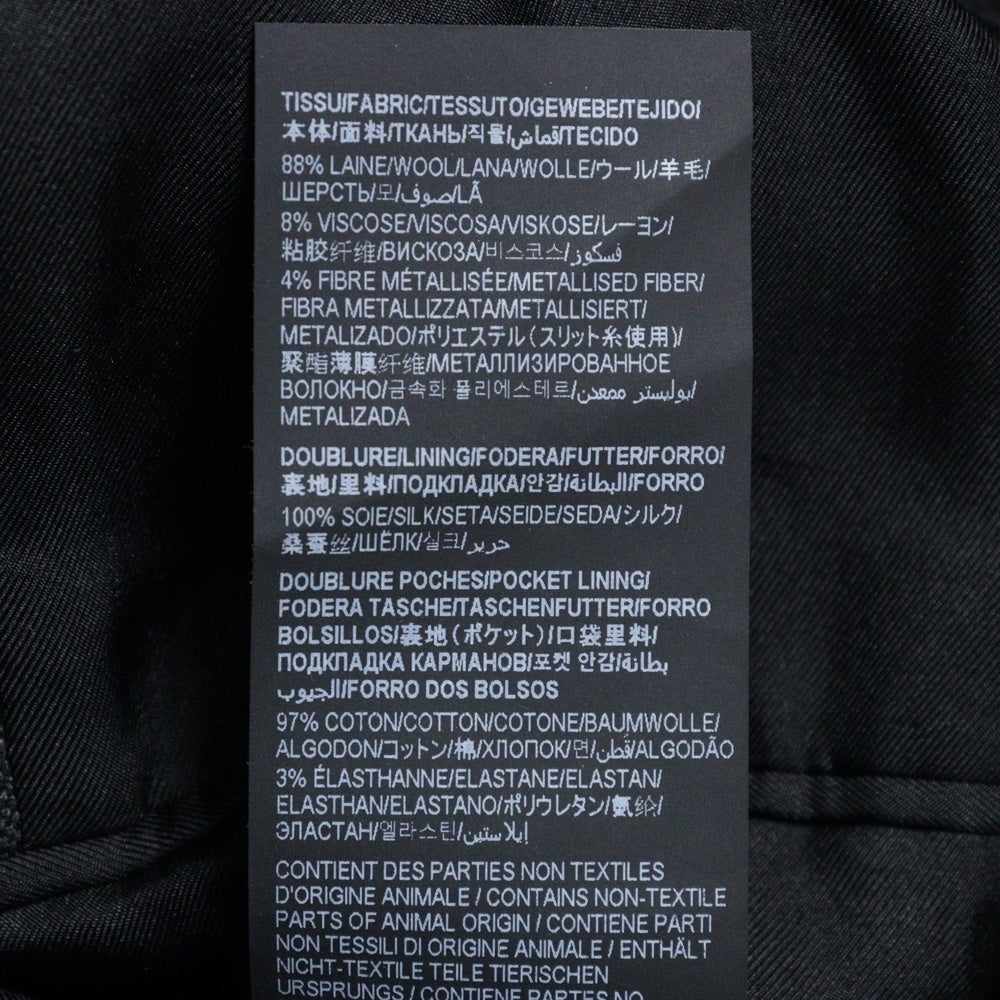 TISSU/FABRIC/TESSUTO/GEWEBE/TEJIDO/
本体/面料/ТКАНЬ/직물/قماش/TECIDO
88% LAINE/WOOL/LANA/WOLLE/ウール/羊毛/
ШЕРСТЬ/모/صوف/LÃ
8% VISCOSE/VISCOSA/VISKOSE/レーヨン/
粘胶纤维/ВИСКОЗА/비스코스/فسكوز
4% FIBRE MÉTALLISÉE/METALLISED FIBER/
FIBRA METALLIZZATA/METALLISIERT/
METALIZADO/ポリエステル(スリット糸使用)/
聚酯薄膜纤维/МЕТАЛЛИЗИРОВАННОЕ
ВОЛОКНО/금속화 폴리에스테르/بوليستر ممعدن/
METALIZADA
DOUBLURE/LINING/FODERA/FUTTER/FORRO/
裏地/里料/ПОДКЛАДКА/안감/البطانة/FORRO
100% SOIE/SILK/SETA/SEIDE/SEDA/シルク/
桑蚕丝/ШЁЛК/실크/حرير
DOUBLURE POCHES/POCKET LINING/
FODERA TASCHE/TASCHENFUTTER/FORRO
BOLSILLOS/裏地(ポケット)/口袋里料/
ПОДКЛАДКА КАРМАНОВ/포켓 안감/بطانة
الجيوب/FORRO DOS BOLSOS
97% COTON/COTTON/COTONE/BAUMWOLLE/
ALGODON/コットン/棉/ХЛОПОК/면/قطن/ALGODÃO
3% ÉLASTHANNE/ELASTANE/ELASTAN/
ELASTHAN/ELASTANO/ポリウレタン/氨纶/
ЭЛАСТАН/엘라스틴/إيلاستين
CONTIENT DES PARTIES NON TEXTILES
D'ORIGINE ANIMALE / CONTAINS NON-TEXTILE
PARTS OF ANIMAL ORIGIN / CONTIENE PARTI
NON TESSILI DI ORIGINE ANIMALE / ENTHÄLT
NICHT-TEXTILE TEILE TIERISCHEN
URSPRUNGS / CONTIENE PARTES NO